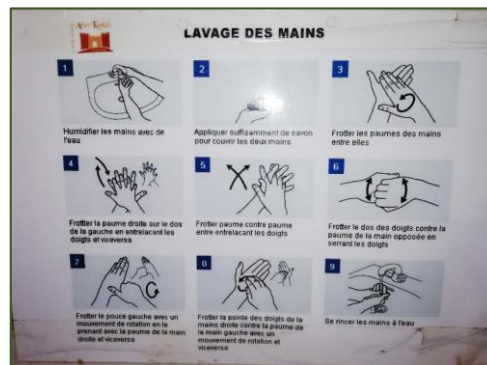 LAVAGE DES MAINS
1
2
3
Humidifier les mains avec de
l'eau
Appliquer suffisamment de savon
pour couvrir les deux mains
Frotter les paumes des mains
entre elles
4
5
6
Frottter la paume droite sur le dos
de la gauche en entrelacant les
doigts et viceversa
Frotter paume contre paume
entre entrelacant les doigts
Frotter le dos des doigts contre la
paume de la main opposée en
serrant les doigts
7
8
9
Frotter le pouce gauche avec un
mouvement de rotation en le
prenant avec la paume de la main
droite et viceversa
Frotter la pointe des doigts de la
mains droite contre la paume de
la main gauche avec un
mouvement de rotation et
viceversa
Se rincer les mains à l'eau